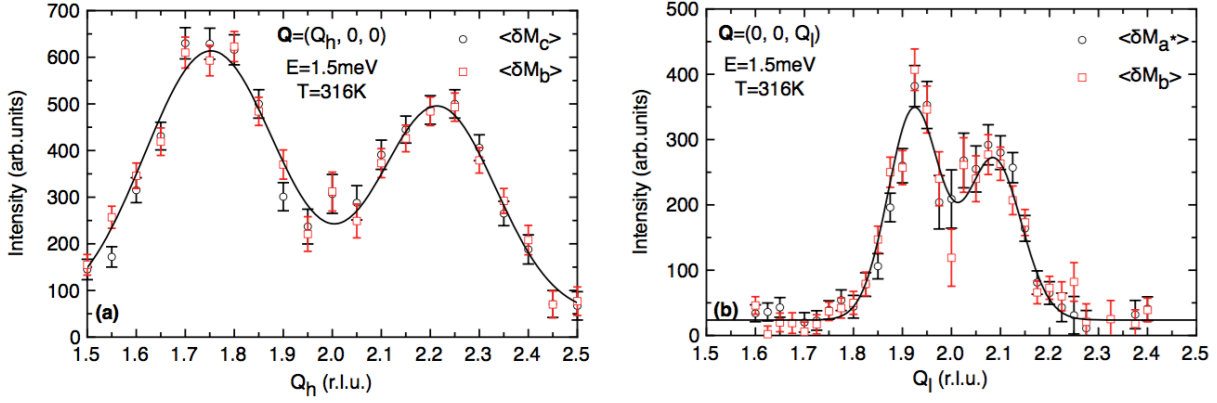 700
600
500
400
300
200
100
0
Intensity (arb.units)
Q=(Qh, 0, 0)
E=1.5meV
T=316K
<δMc>
<δMb>
(a)
1.5 1.6 1.7 1.8 1.9 2.0 2.1 2.2 2.3 2.4 2.5
Qh (r.l.u.)
500
400
300
200
100
0
Intensity (arb.units)
Q=(0, 0, Ql)
E=1.5meV
T=316K
<δMa*>
<δMb>
(b)
1.5 1.6 1.7 1.8 1.9 2.0 2.1 2.2 2.3 2.4 2.5
Ql (r.l.u.)